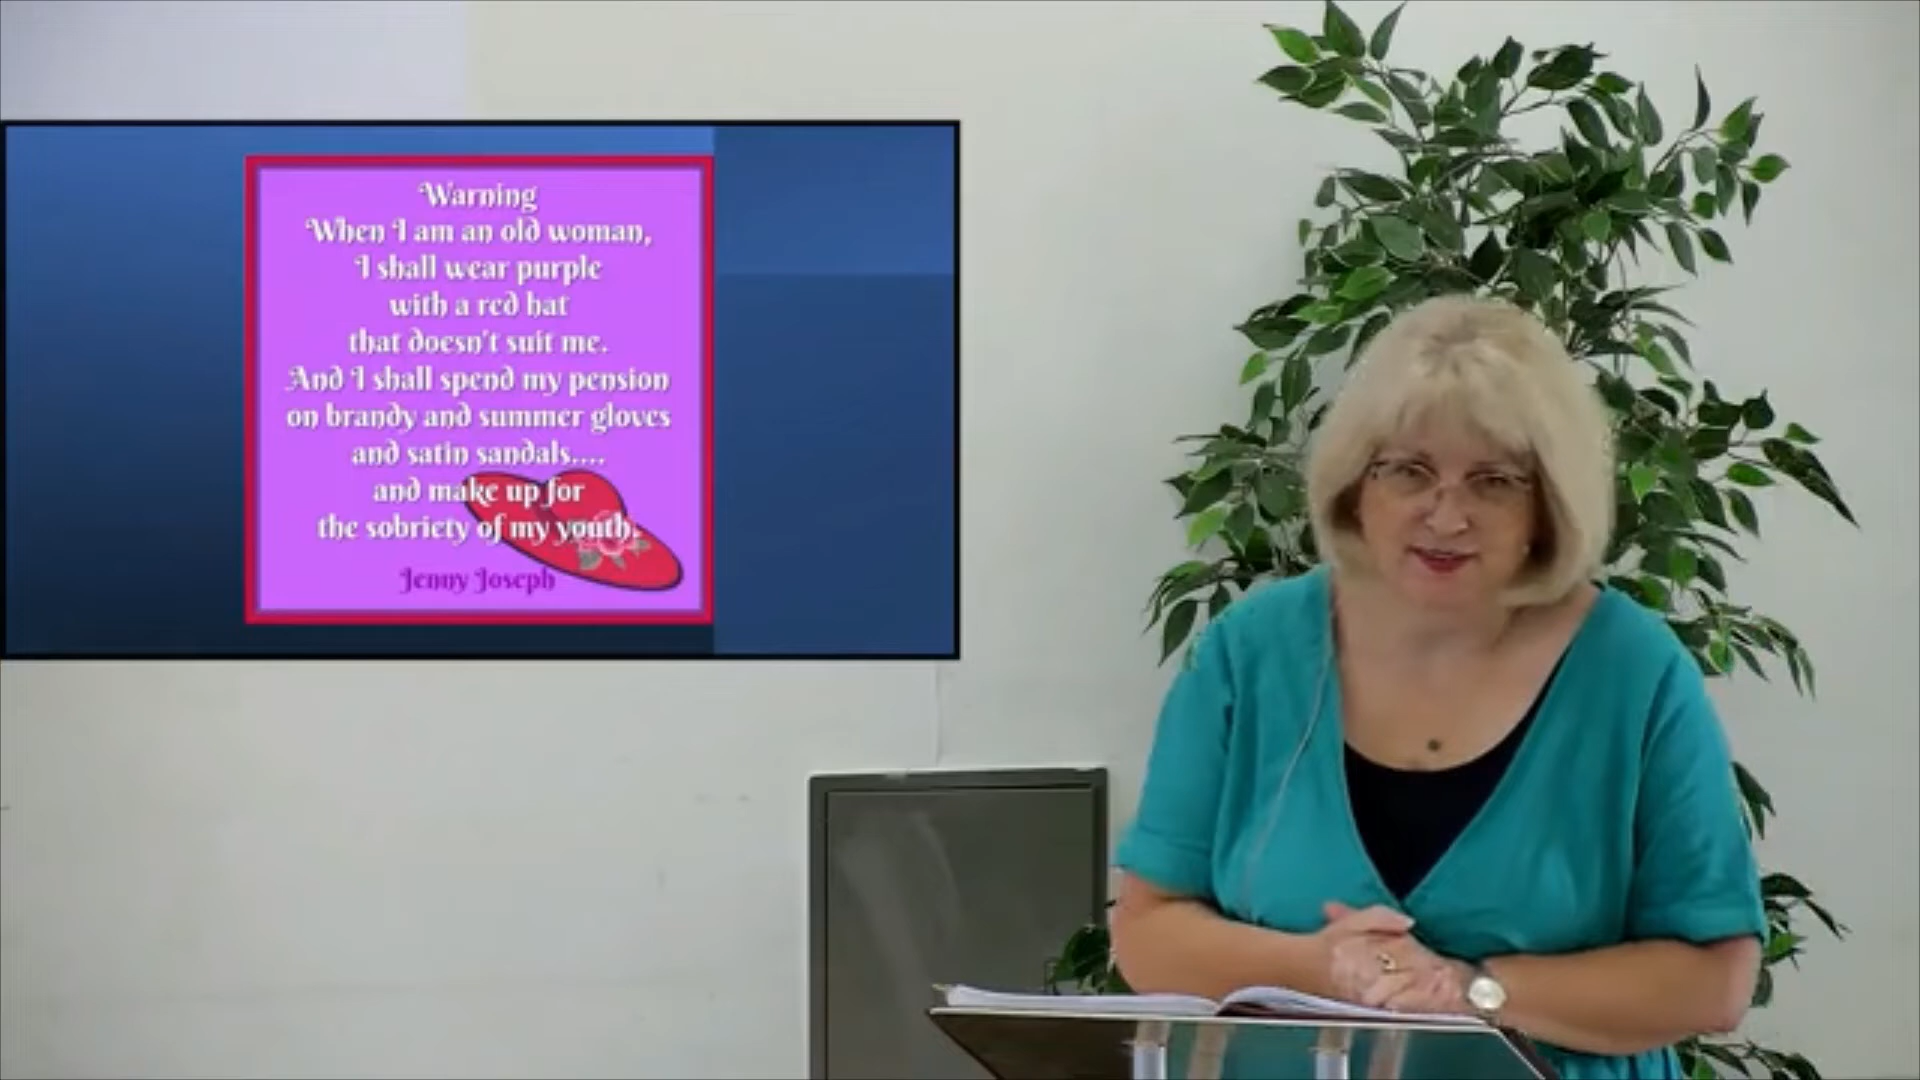 Warning
When I am an old woman,
I shall wear purple
with a red hat
that doesn't suit me.
And I shall spend my pension
on brandy and summer gloves
and satin sandals....
and make up for
the sobriety of my youth.
Jenny Joseph